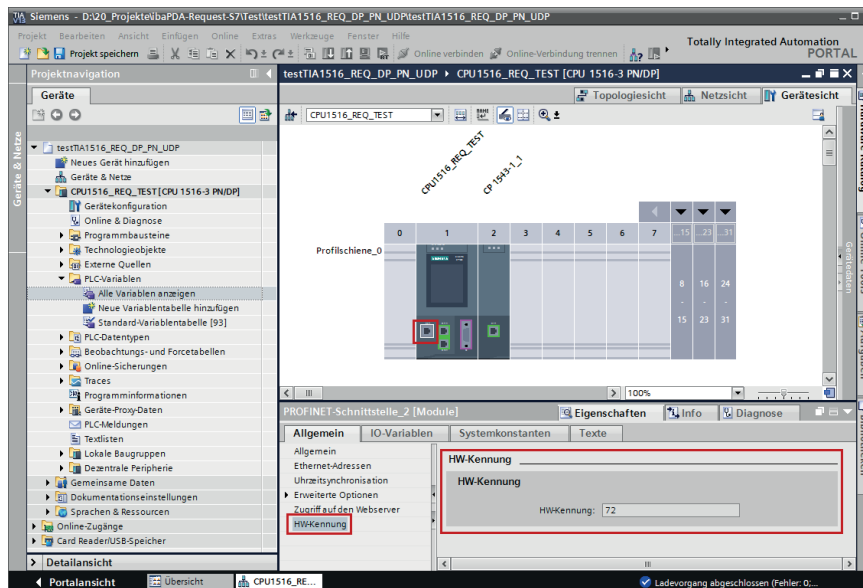 Siemens - D:\20_Projekte\ibaPDA-Request-S7\Test\testTIA1516_REQ_DP_PN_UDP\testTIA1516_REQ_DP_PN_UDP
Projekt Bearbeiten Ansicht Einfügen Online Extras Werkzeuge Fenster Hilfe
Totally Integrated Automation
PORTAL
Projekt speichern
Online verbinden
Online-Verbindung trennen
Projektnavigation
testTIA1516_REQ_DP_PN_UDP
CPU1516_REQ_TEST [CPU 1516-3 PN/DP]
Geräte
Topologiesicht
Netzsicht
Gerätesicht
CPU1516_REQ_TEST
Geräte & Netze
testTIA1516_REQ_DP_PN_UDP
Neues Gerät hinzufügen
Geräte & Netze
CPU1516_REQ_TEST [CPU 1516-3 PN/DP]
Gerätekonfiguration
Online & Diagnose
Programmbausteine
Technologieobjekte
Externe Quellen
PLC-Variablen
Alle Variablen anzeigen
Neue Variablentabelle hinzufügen
Standard-Variablentabelle [93]
PLC-Datentypen
Beobachtungs- und Forcetabellen
Online-Sicherungen
Traces
Programminformationen
Geräte-Proxy-Daten
PLC-Meldungen
Textlisten
Lokale Baugruppen
Dezentrale Peripherie
Gemeinsame Daten
Dokumentationseinstellungen
Sprachen & Ressourcen
Online-Zugänge
Card Reader/USB-Speicher
Detailansicht
CPU1516_REQ_TEST
CP 1543-1_1
0 1 2 3 4 5 6 7 ...15 ...23 ...31
Profilschiene_0
SIEMENS
8 16 24
- - -
15 23 31
Gerätedaten
100%
PROFINET-Schnittstelle_2 [Module]
Eigenschaften
Info
Diagnose
Allgemein
IO-Variablen
Systemkonstanten
Texte
Allgemein
Ethernet-Adressen
Uhrzeitsynchronisation
Erweiterte Optionen
Zugriff auf den Webserver
HW-Kennung
HW-Kennung
HW-Kennung
HW-Kennung: 72
Portalansicht
Übersicht
CPU1516_RE...
Ladevorgang abgeschlossen (Fehler: 0;...